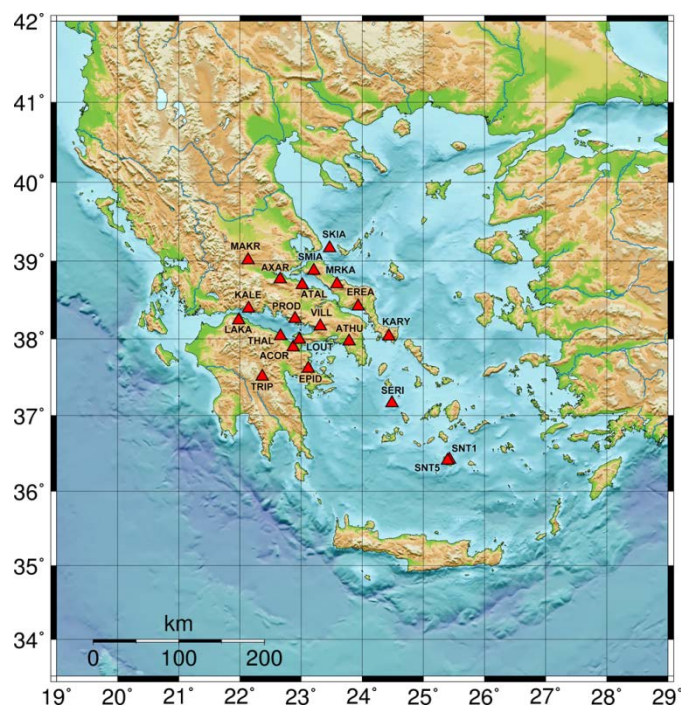 42˚
41˚
40˚
39˚
38˚
37˚
36˚
35˚
34˚
SKIA
MAKR
SMIA
AXAR
MRKA
KALE
ATAL
EREA
PROD
VILL
LAKA
THAL
ATHU
KARY
LOUT
ACOR
TRIP
EPID
SERI
SNT1
SNT5
km
0 100 200
19˚ 20˚ 21˚ 22˚ 23˚ 24˚ 25˚ 26˚ 27˚ 28˚ 29˚